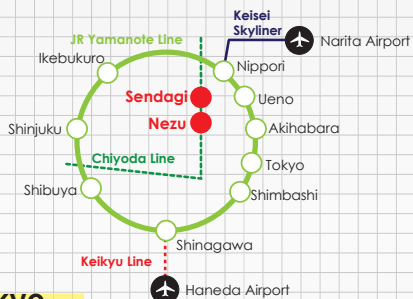 Keisei
Skyliner
JR Yamanote Line
Narita Airport
Ikebukuro
Nippori
Sendagi
Ueno
Nezu
Shinjuku
Akihabara
Chiyoda Line
Tokyo
Shibuya
Shimbashi
Shinagawa
Keikyu Line
Haneda Airport